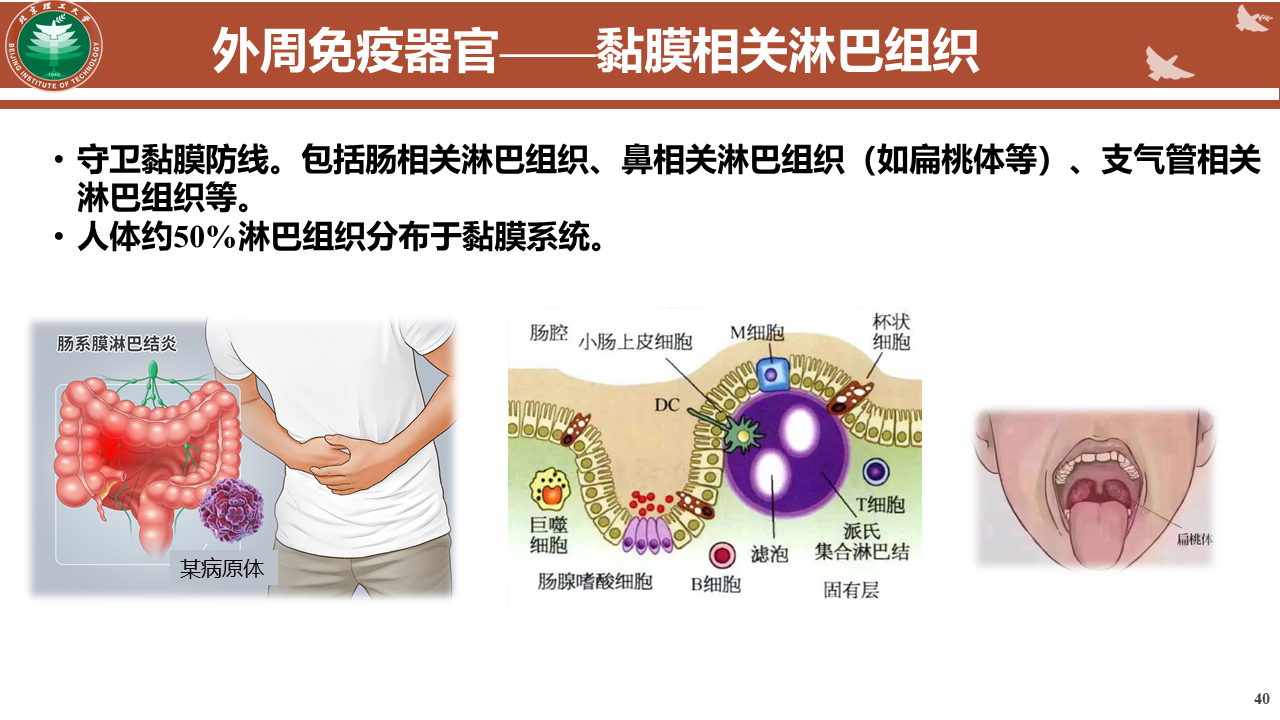 北京理工大学
BEIJING INSTITUTE OF TECHNOLOGY
1940
外周免疫器官——黏膜相关淋巴组织
• 守卫黏膜防线。包括肠相关淋巴组织、鼻相关淋巴组织（如扁桃体等）、支气管相关
淋巴组织等。
• 人体约50%淋巴组织分布于黏膜系统。
肠系膜淋巴结炎
某病原体
肠腔
小肠上皮细胞
M细胞
杯状
细胞
DC
巨噬
细胞
T细胞
派氏
集合淋巴结
滤泡
肠腺嗜酸细胞
B细胞
固有层
扁桃体
40